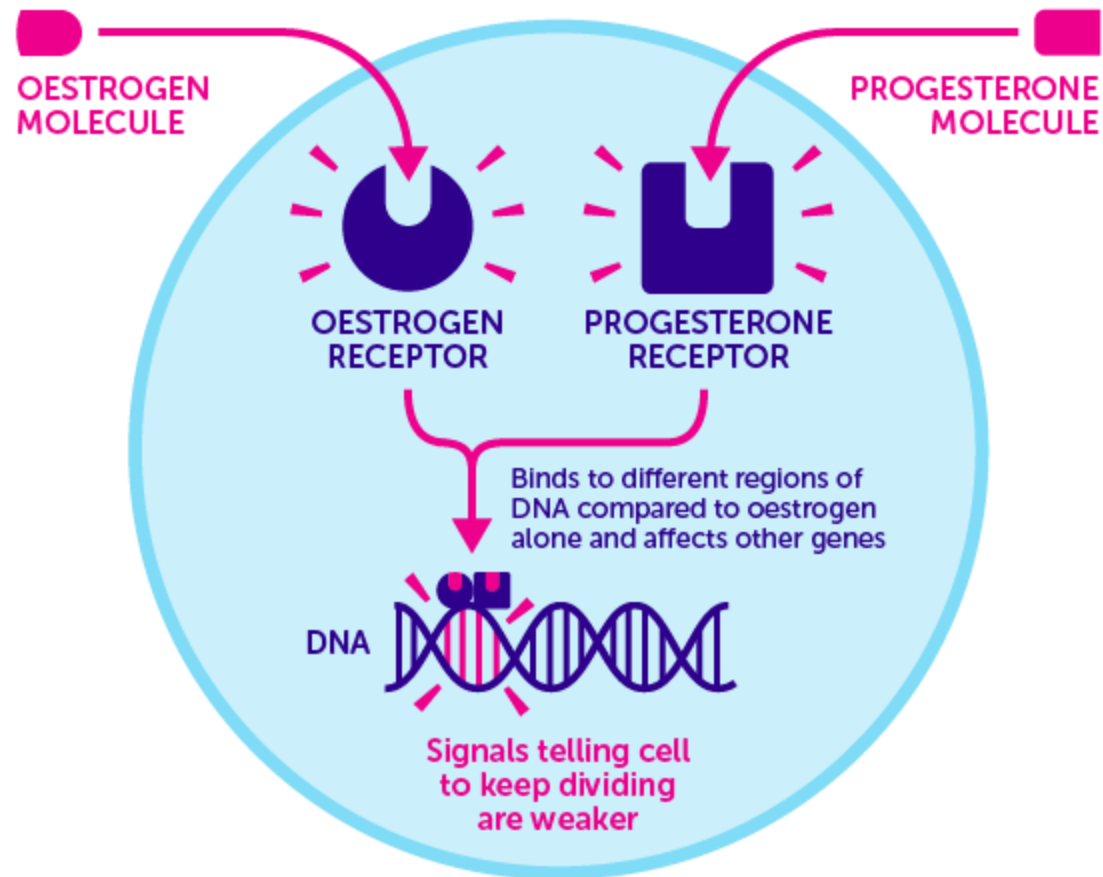 OESTROGEN
MOLECULE
PROGESTERONE
MOLECULE
OESTROGEN
RECEPTOR
PROGESTERONE
RECEPTOR
Binds to different regions of
DNA compared to oestrogen
alone and affects other genes
DNA
Signals telling cell
to keep dividing
are weaker